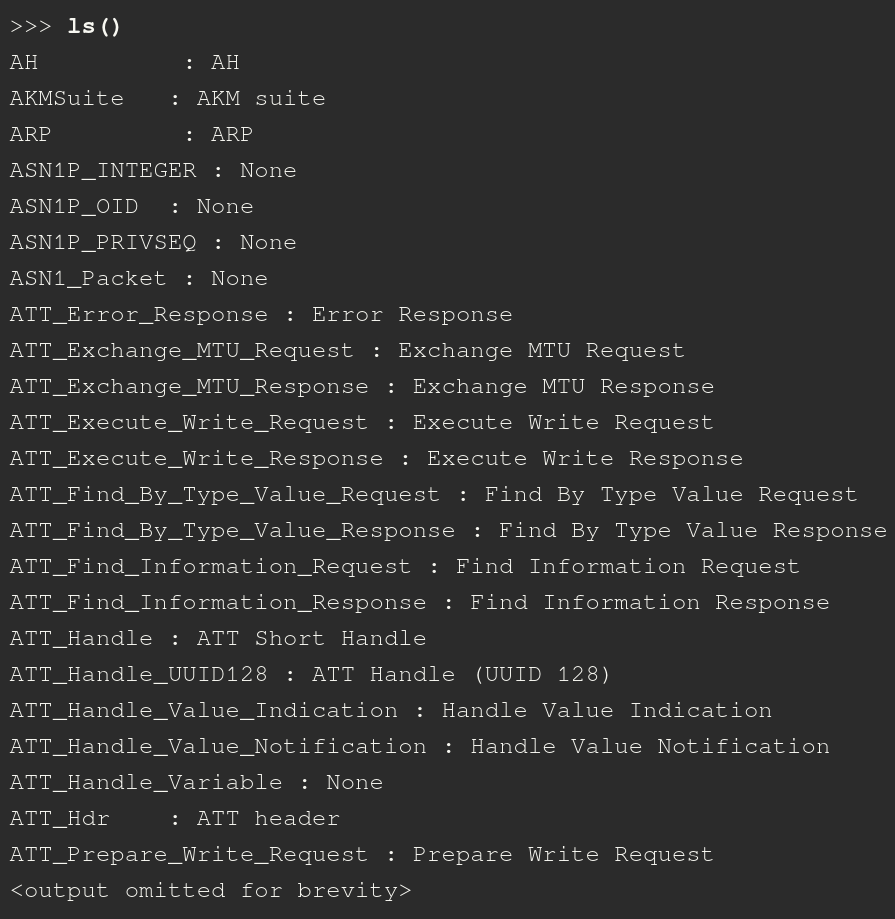 >>> ls()
AH          : AH
AKMSuite   : AKM suite
ARP         : ARP
ASN1P_INTEGER : None
ASN1P_OID  : None
ASN1P_PRIVSEQ : None
ASN1_Packet : None
ATT_Error_Response : Error Response
ATT_Exchange_MTU_Request : Exchange MTU Request
ATT_Exchange_MTU_Response : Exchange MTU Response
ATT_Execute_Write_Request : Execute Write Request
ATT_Execute_Write_Response : Execute Write Response
ATT_Find_By_Type_Value_Request : Find By Type Value Request
ATT_Find_By_Type_Value_Response : Find By Type Value Response
ATT_Find_Information_Request : Find Information Request
ATT_Find_Information_Response : Find Information Response
ATT_Handle : ATT Short Handle
ATT_Handle_UUID128 : ATT Handle (UUID 128)
ATT_Handle_Value_Indication : Handle Value Indication
ATT_Handle_Value_Notification : Handle Value Notification
ATT_Handle_Variable : None
ATT_Hdr    : ATT header
ATT_Prepare_Write_Request : Prepare Write Request
<output omitted for brevity>